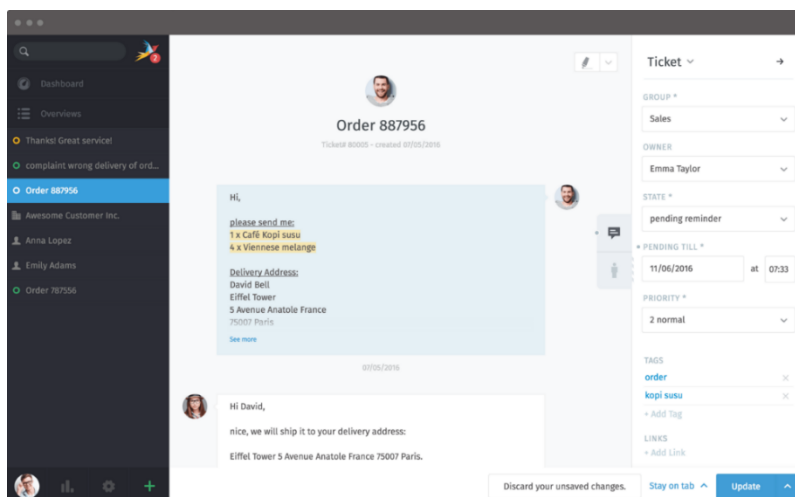 2
Dashboard
Overviews
Thanks! Great service!
complaint wrong delivery of ord...
Order 887956
Awesome Customer Inc.
Anna Lopez
Emily Adams
Order 787556
Order 887956
Ticket# 80005 - created 07/05/2016
Hi,
please send me:
1 x Café Kopi susu
4 x Viennese melange
Delivery Address:
David Bell
Eiffel Tower
5 Avenue Anatole France
75007 Paris
See more
07/05/2016
Hi David,
nice, we will ship it to your delivery address:
Eiffel Tower 5 Avenue Anatole France 75007 Paris.
Ticket
GROUP *
Sales
OWNER
Emma Taylor
STATE *
pending reminder
PENDING TILL *
11/06/2016 at 07:33
PRIORITY *
2 normal
TAGS
order
kopi susu
+ Add Tag
LINKS
+ Add Link
Discard your unsaved changes.
Stay on tab
Update